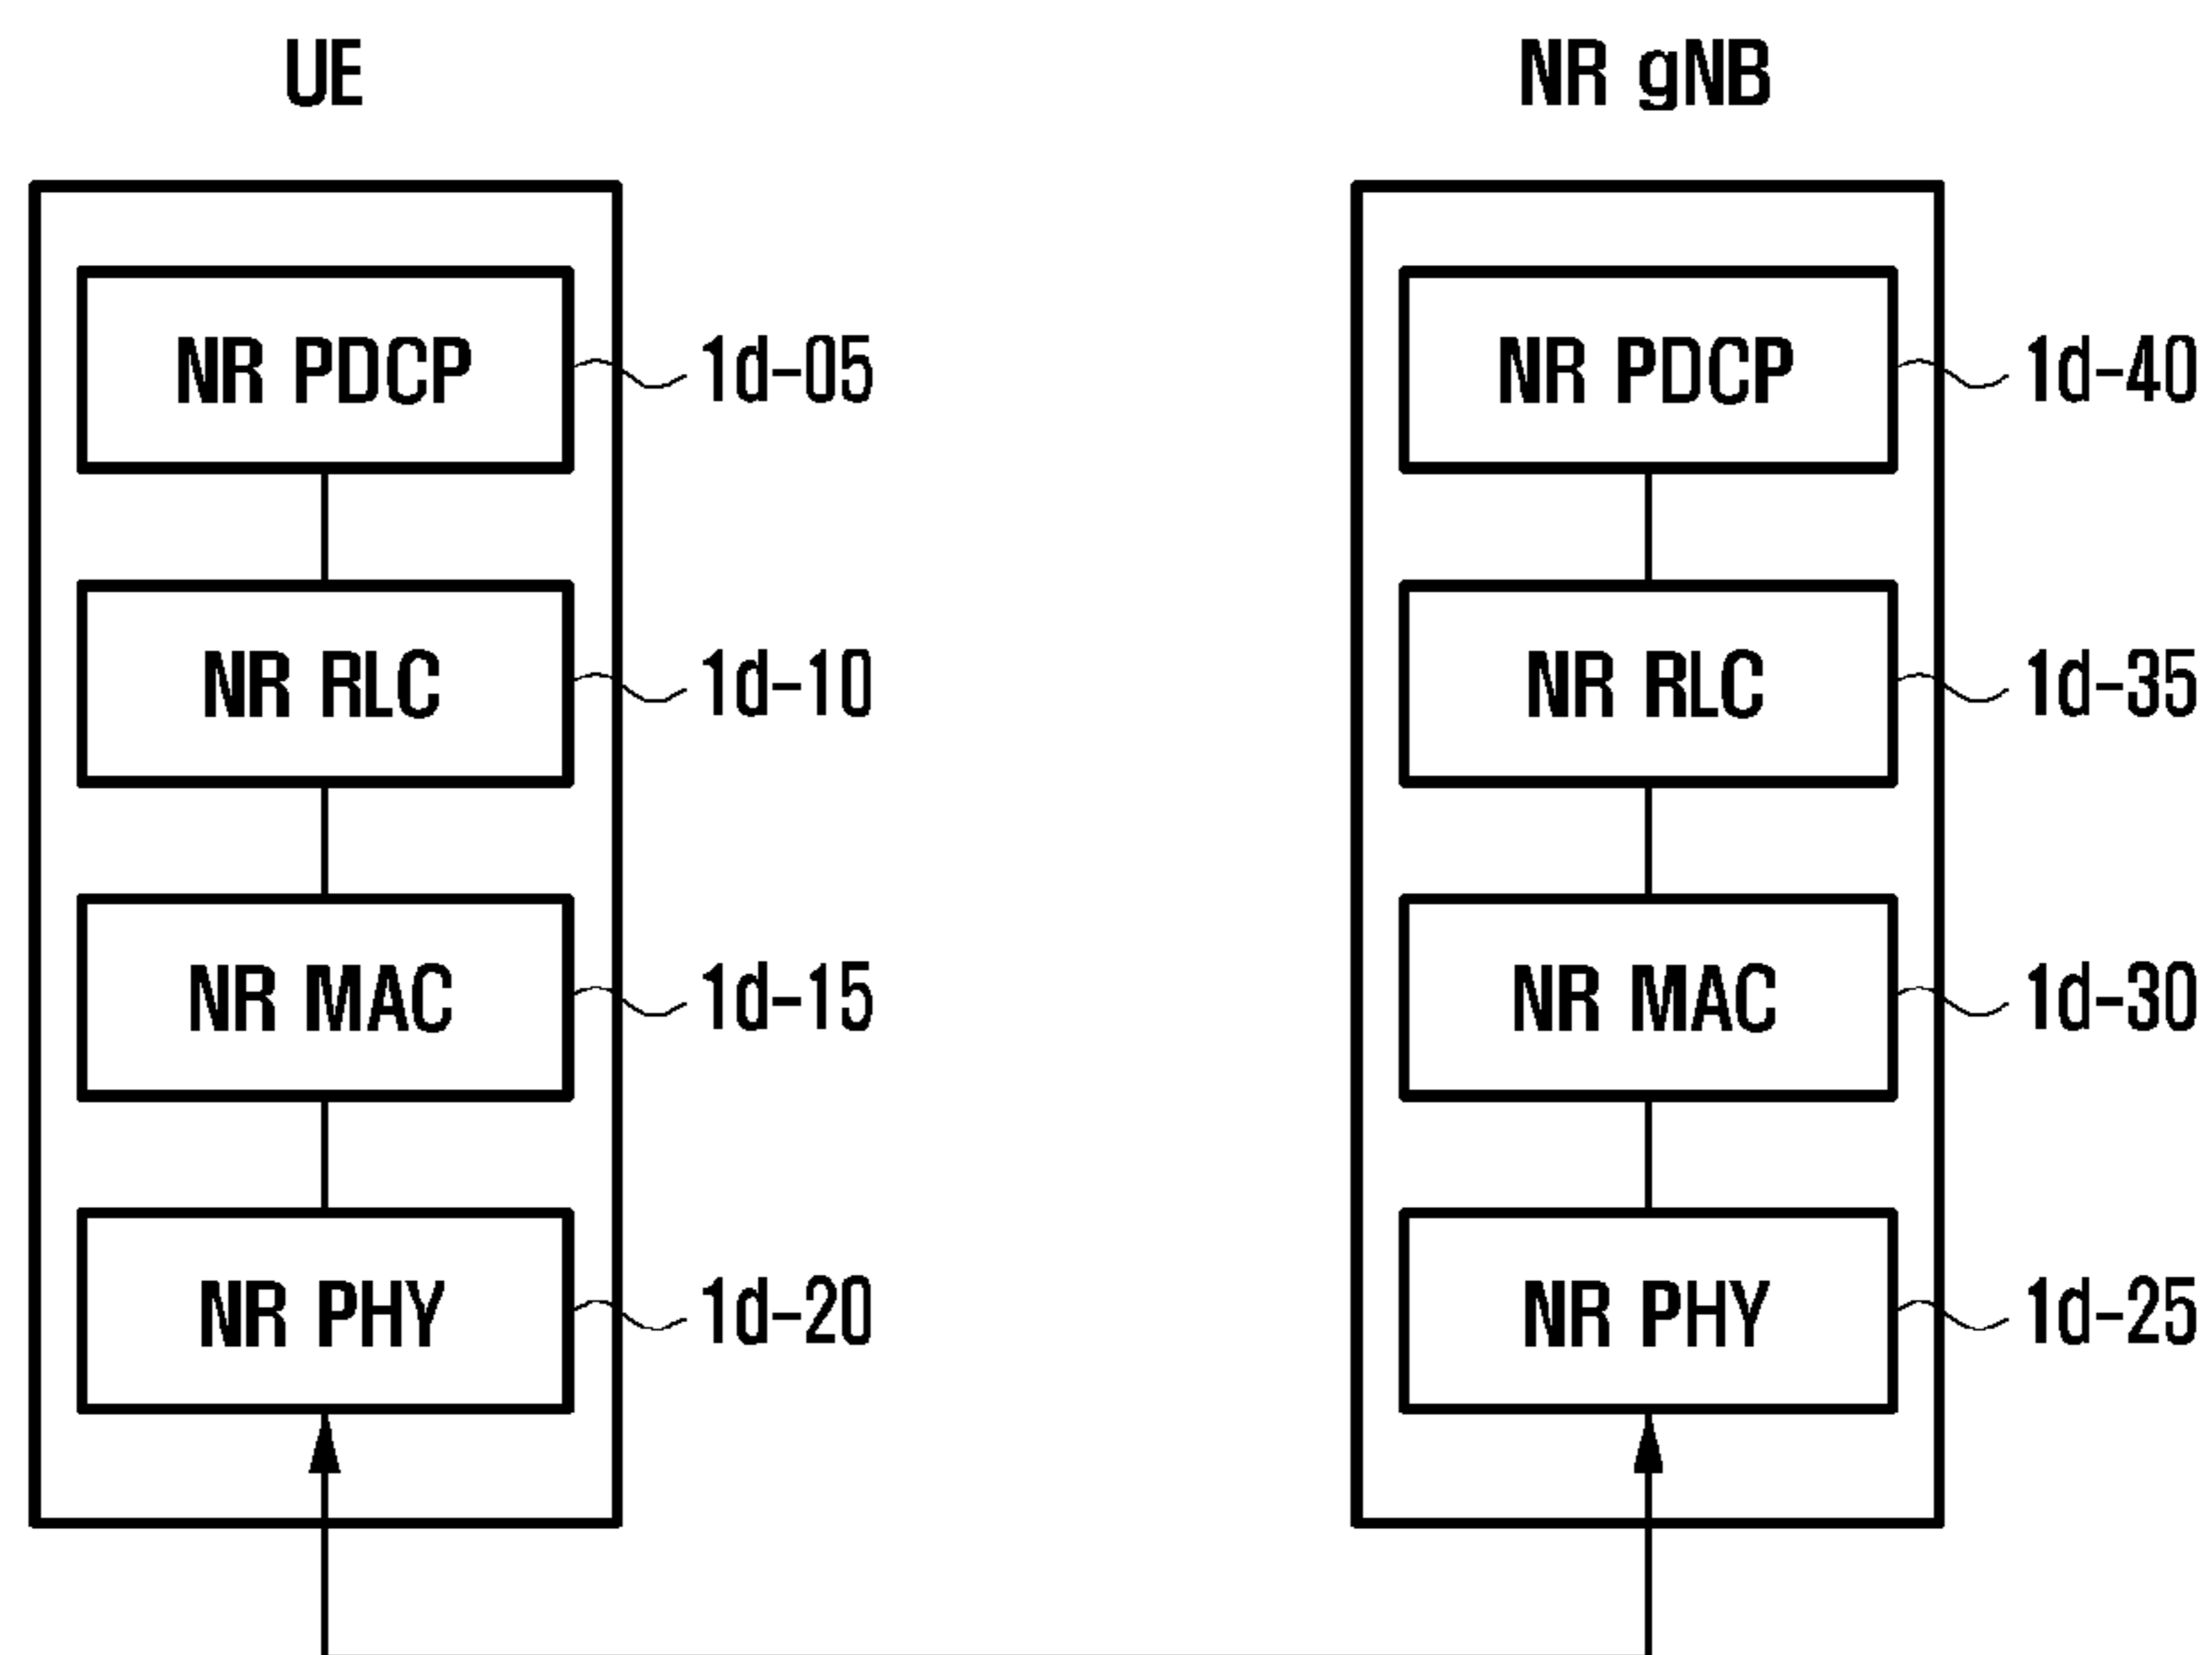 UE
NR gNB
NR PDCP
1d-05
NR PDCP
1d-40
NR RLC
1d-10
NR RLC
1d-35
NR MAC
1d-15
NR MAC
1d-30
NR PHY
1d-20
NR PHY
1d-25